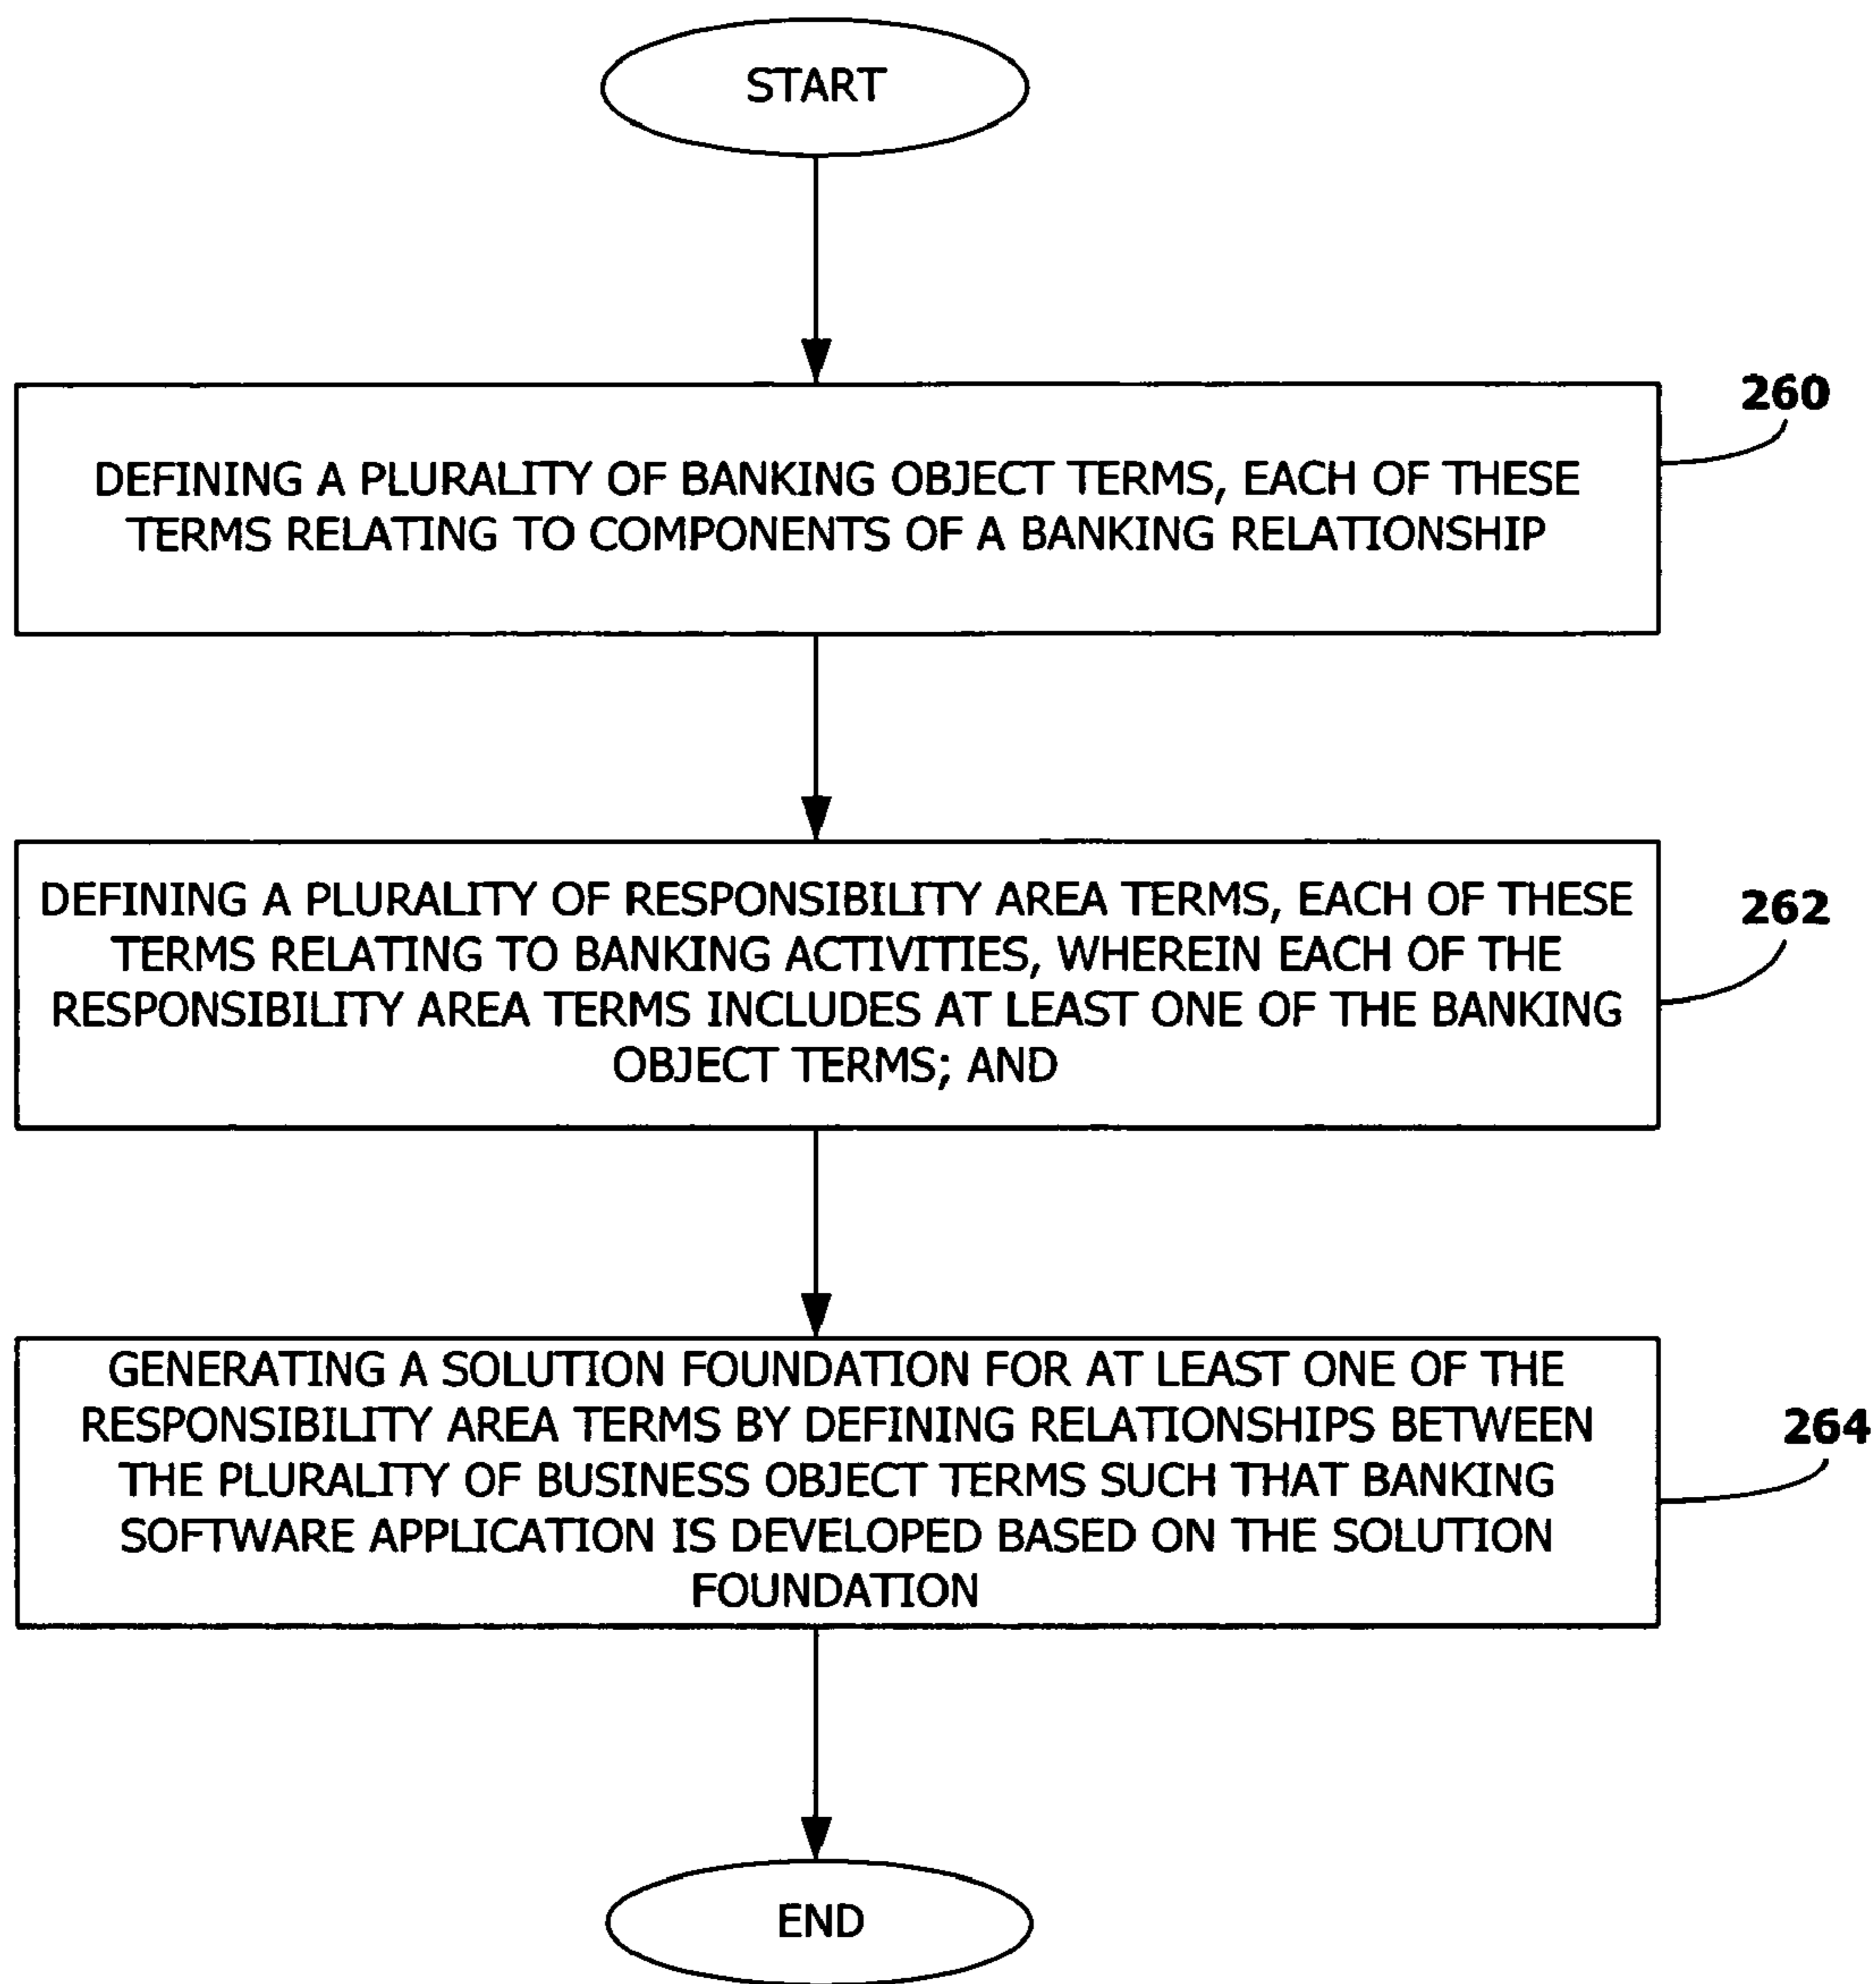 START
260
DEFINING A PLURALITY OF BANKING OBJECT TERMS, EACH OF THESE
TERMS RELATING TO COMPONENTS OF A BANKING RELATIONSHIP
262
DEFINING A PLURALITY OF RESPONSIBILITY AREA TERMS, EACH OF THESE
TERMS RELATING TO BANKING ACTIVITIES, WHEREIN EACH OF THE
RESPONSIBILITY AREA TERMS INCLUDES AT LEAST ONE OF THE BANKING
OBJECT TERMS; AND
264
GENERATING A SOLUTION FOUNDATION FOR AT LEAST ONE OF THE
RESPONSIBILITY AREA TERMS BY DEFINING RELATIONSHIPS BETWEEN
THE PLURALITY OF BUSINESS OBJECT TERMS SUCH THAT BANKING
SOFTWARE APPLICATION IS DEVELOPED BASED ON THE SOLUTION
FOUNDATION
END